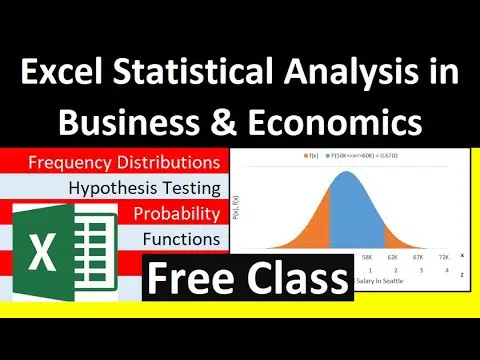 Excel Statistical Analysis in
Business & Economics
Frequency Distributions
Hypothesis Testing
Probability
Functions
X
Free Class
f(x) P(50K<=x<=60K) = 0.6702
P(x), f(x)
58K 62K 67K 72K x
1 2 3 4 z
Salary in Seattle